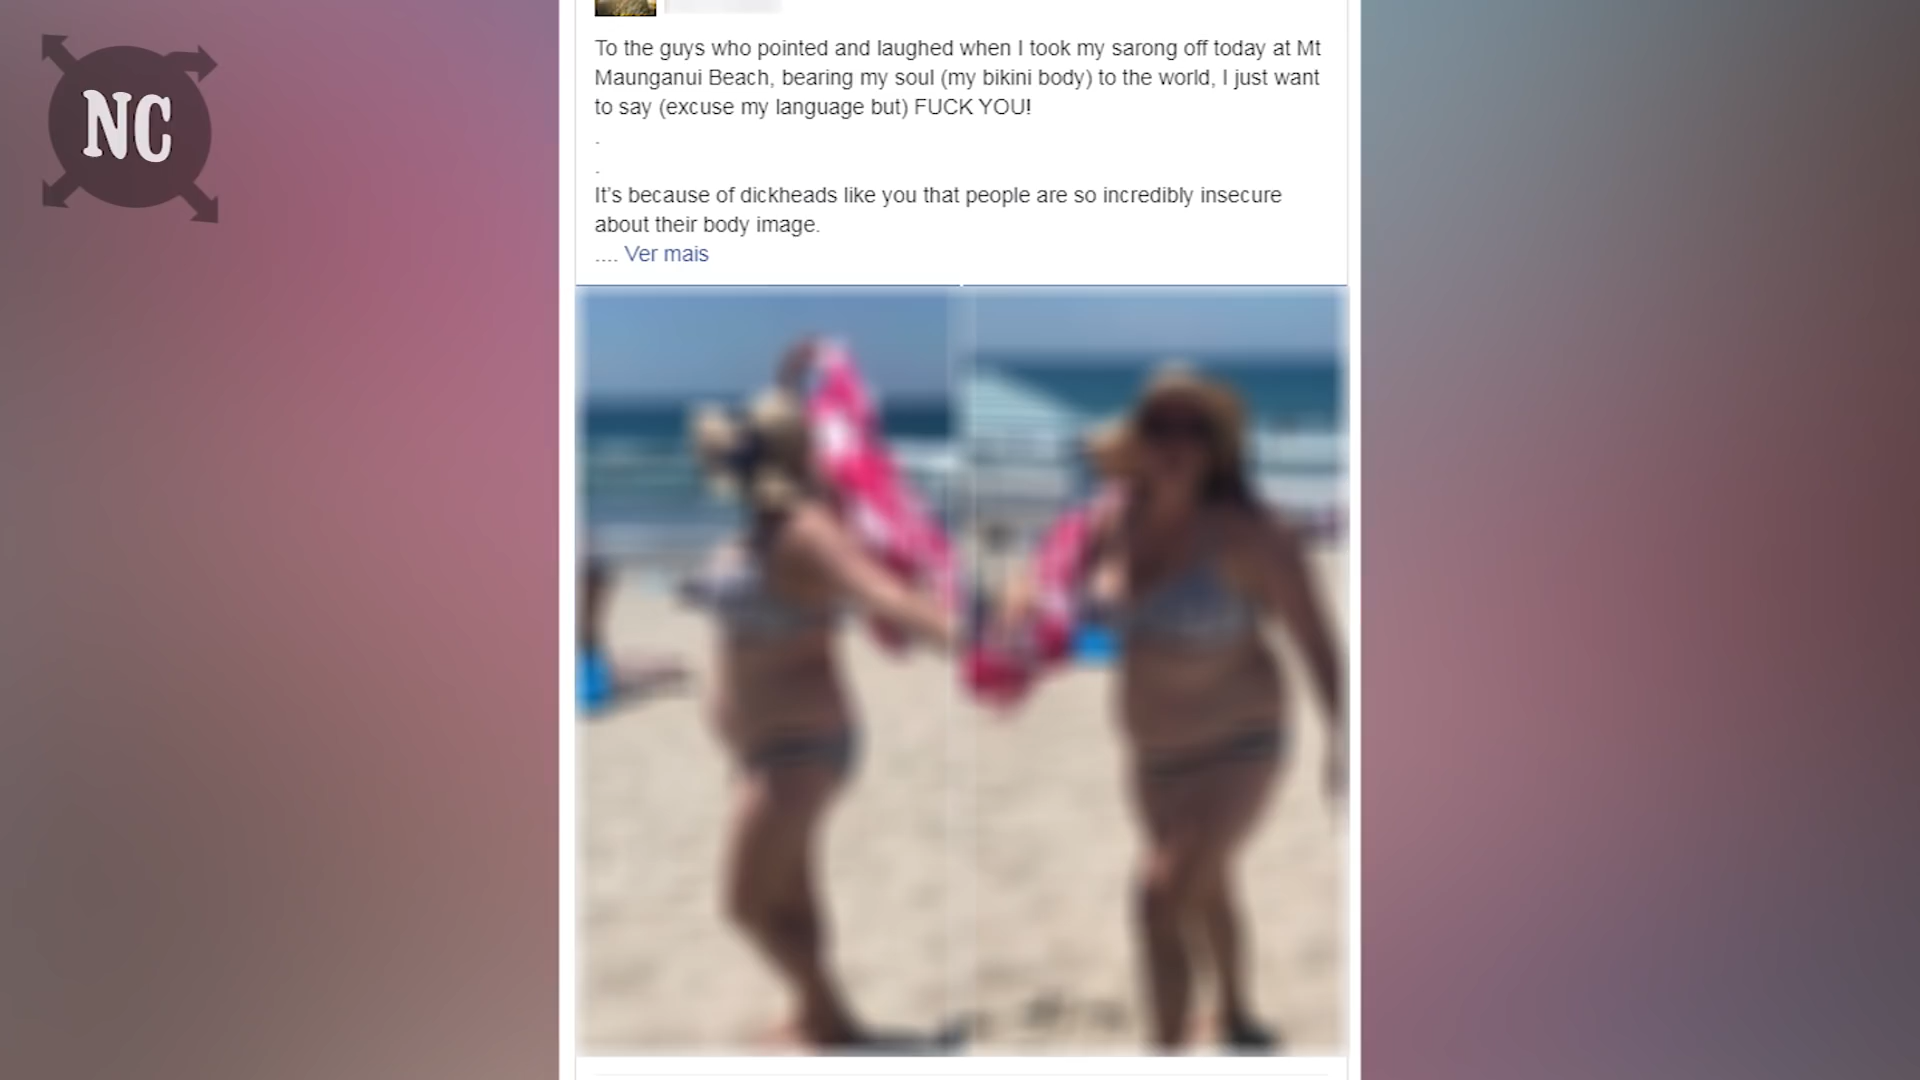 NC
To the guys who pointed and laughed when I took my sarong off today at Mt
Maunganui Beach, bearing my soul (my bikini body) to the world, I just want
to say (excuse my language but) FUCK YOU!
.
.
It’s because of dickheads like you that people are so incredibly insecure
about their body image.
.... Ver mais